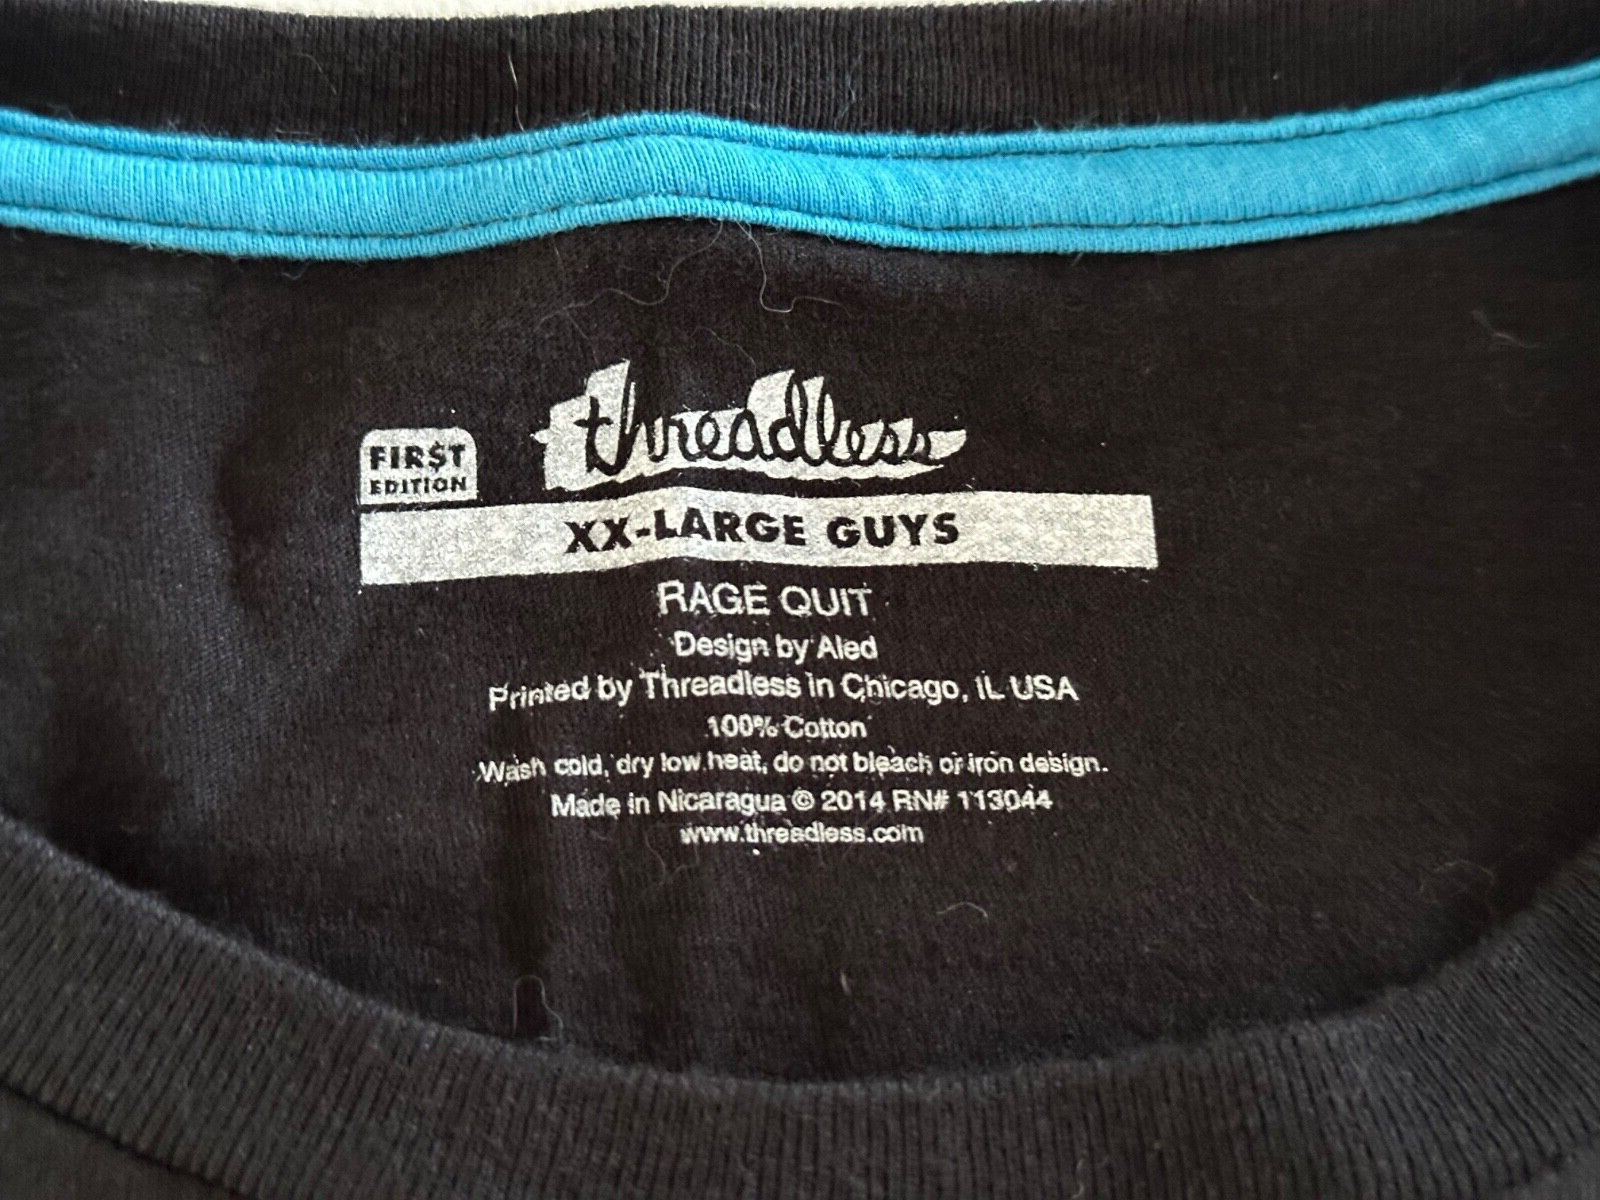 threadless
FIR$T
EDITION
XX-LARGE GUYS
RAGE QUIT
Design by Aled
Printed by Threadless in Chicago, IL USA
100% Cotton
Wash cold, dry low heat, do not bleach or iron design.
Made in Nicaragua © 2014 RN# 113044
www.threadless.com